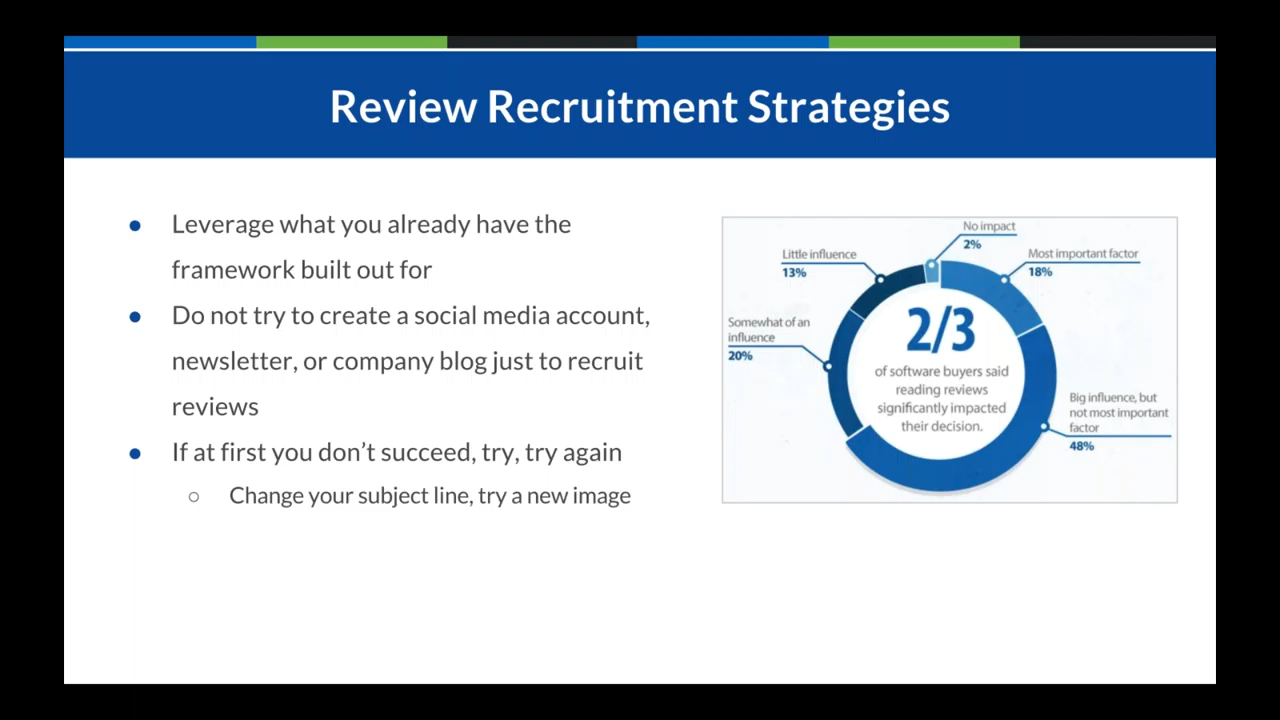 Review Recruitment Strategies
● Leverage what you already have the
framework built out for
● Do not try to create a social media account,
newsletter, or company blog just to recruit
reviews
● If at first you don’t succeed, try, try again
○ Change your subject line, try a new image
No impact
2%
Most important factor
18%
Little influence
13%
Somewhat of an
influence
20%
2/3
of software buyers said
reading reviews
significantly impacted
their decision.
Big influence, but
not most important
factor
48%